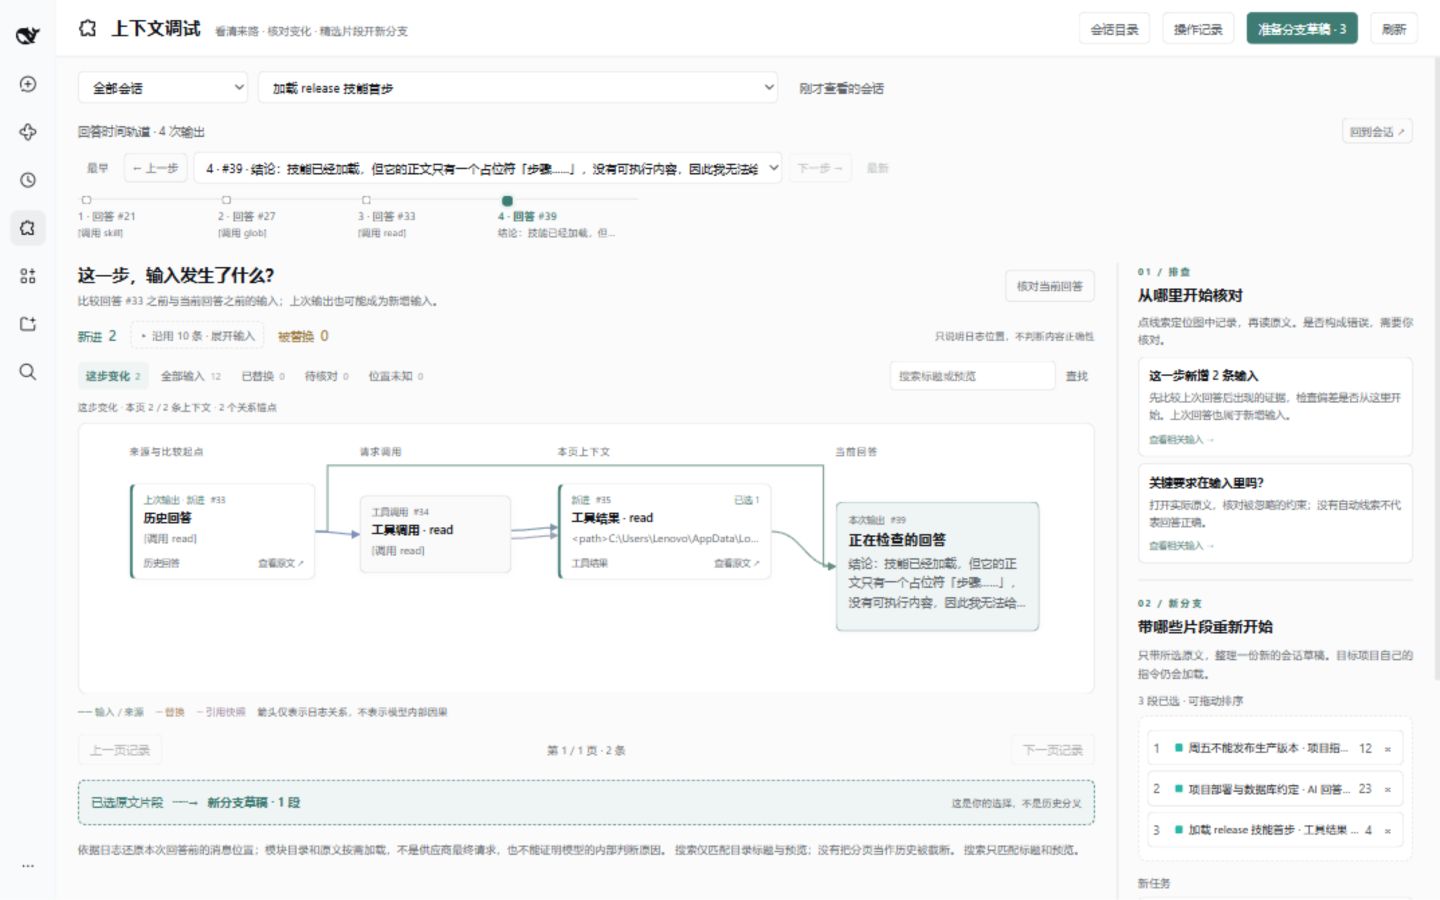 上下文调试
看清来路 · 核对变化 · 精选片段开新分支
会话目录
操作记录
准备分支草稿 · 3
刷新
全部会话
加载 release 技能首步
刚才查看的会话
回答时间轨道 · 4 次输出
回到会话 ↗
最早
← 上一步
4 · #39 · 结论：技能已经加载，但它的正文只有一个占位符「步骤……」，没有可执行内容，因此我无法给
下一步 →
最新
1 · 回答 #21
[调用 skill]
2 · 回答 #27
[调用 glob]
3 · 回答 #33
[调用 read]
4 · 回答 #39
结论：技能已经加载，但...
这一步，输入发生了什么？
比较回答 #33 之前与当前回答之前的输入；上次输出也可能成为新增输入。
核对当前回答
新进 2
沿用 10 条 · 展开输入
被替换 0
只说明日志位置，不判断内容正确性
这步变化 2
全部输入 12
已替换 0
待核对 0
位置未知 0
搜索标题或预览
查找
这步变化 · 本页 2 / 2 条上下文 · 2 个关系锚点
来源与比较起点
请求调用
本页上下文
当前回答
上次输出 · 新进 #33
历史回答
[调用 read]
历史回答
查看原文 ↗
工具调用 #34
工具调用 · read
[调用 read]
新进 #35
已选 1
工具结果 · read
<path>C:\Users\Lenovo\AppData\Lo...
工具结果
查看原文 ↗
本次输出 #39
正在检查的回答
结论：技能已经加载，但它的正
文只有一个占位符「步骤……」，
没有可执行内容，因此我无法给...
输入 / 来源
替换
引用快照
箭头仅表示日志关系，不表示模型内部因果
上一页记录
第 1 / 1 页 · 2 条
下一页记录
已选原文片段
新分支草稿 · 1 段
这是你的选择，不是历史分叉
依据日志还原本次回答前的消息位置；模块目录和原文按需加载，不是供应商最终请求，也不能证明模型的内部判断原因。 搜索仅匹配目录标题与预览；没有把分页当作历史被截断。 搜索只匹配标题和预览。
01 / 排查
从哪里开始核对
点线索定位图中记录，再读原文。是否构成错误，需要你
核对。
这一步新增 2 条输入
先比较上次回答后出现的证据，检查偏差是否从这里开
始。上次回答也属于新增输入。
查看相关输入 →
关键要求在输入里吗？
打开实际原文，核对被忽略的约束；没有自动线索不代
表回答正确。
查看相关输入 →
02 / 新分支
带哪些片段重新开始
只带所选原文，整理一份新的会话草稿。目标项目自己的
指令仍会加载。
3 段已选 · 可拖动排序
1 周五不能发布生产版本 · 项目指... 12 ×
2 项目部署与数据库约定 · AI 回答... 23 ×
3 加载 release 技能首步 · 工具结果 ... 4 ×
新任务